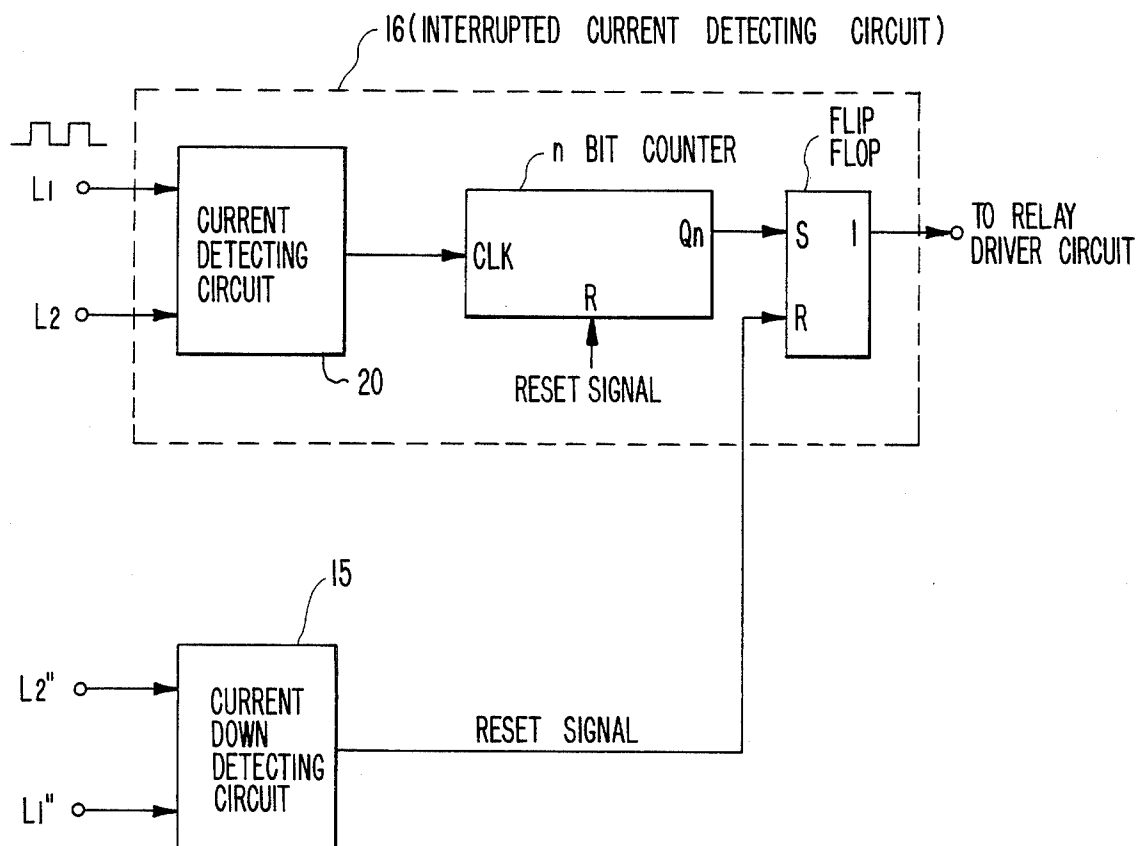 16(INTERRUPTED CURRENT DETECTING CIRCUIT)
FLIP
FLOP
n BIT COUNTER
L1
L2
CURRENT
DETECTING
CIRCUIT
20
CLK
Qn
R
RESET SIGNAL
S 1
R
TO RELAY
DRIVER CIRCUIT
15
L2"
L1"
CURRENT
DOWN
DETECTING
CIRCUIT
RESET SIGNAL